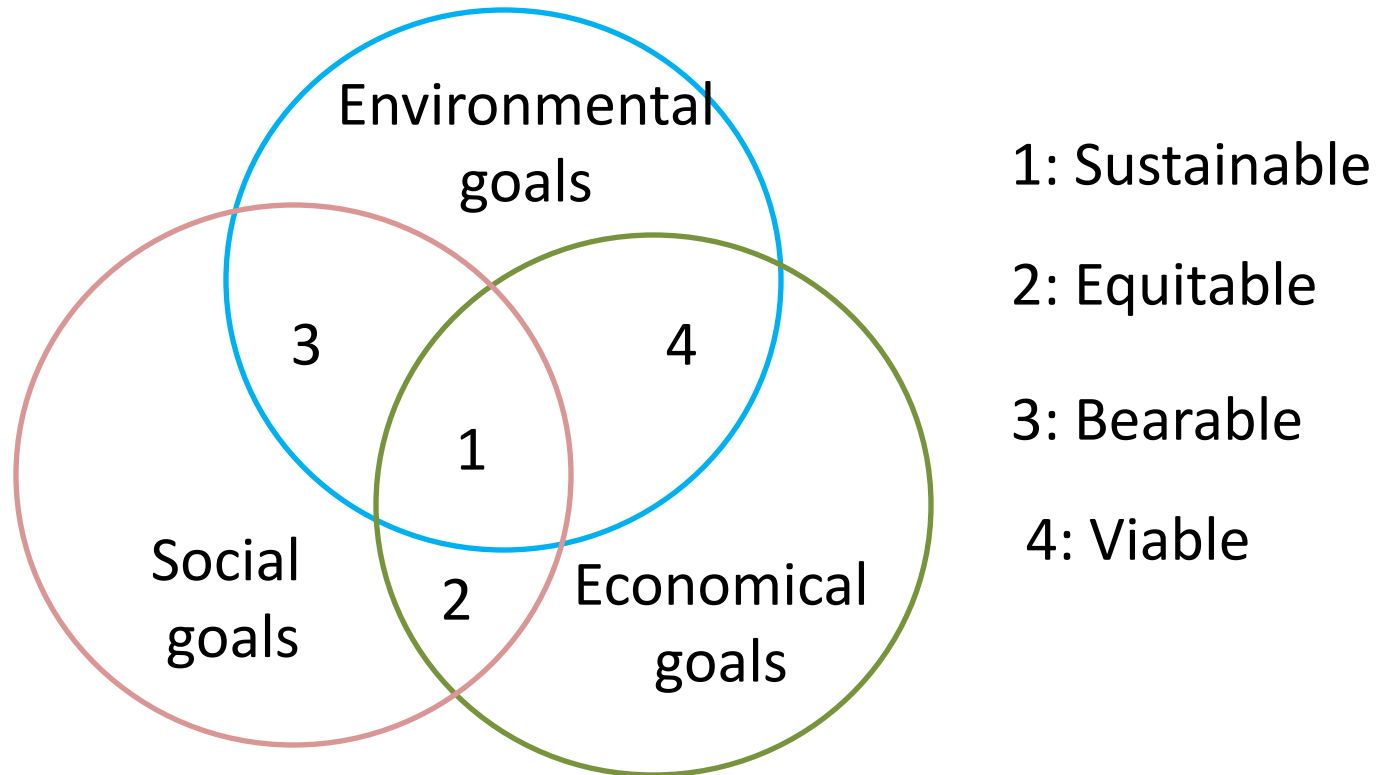 Environmental
goals
3
4
1
Social
goals
2
Economical
goals
1: Sustainable
2: Equitable
3: Bearable
4: Viable